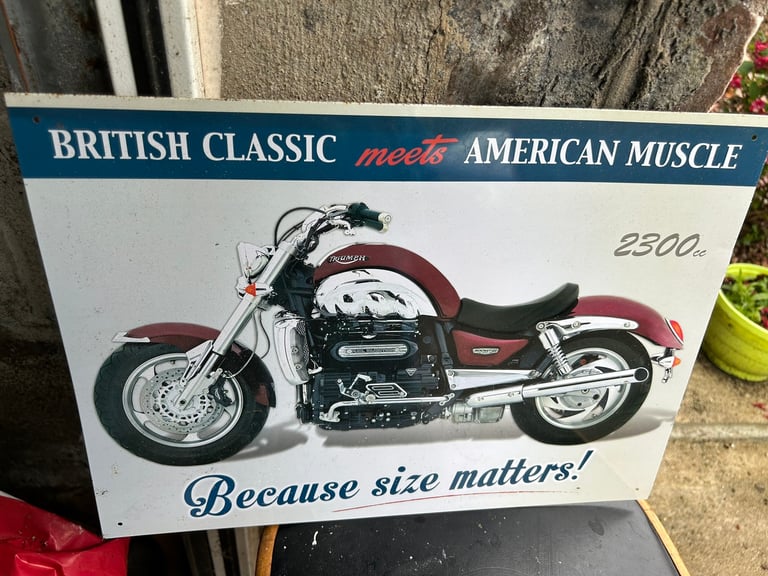 BRITISH CLASSIC meets AMERICAN MUSCLE
2300cc
TRIUMPH
Because size matters!